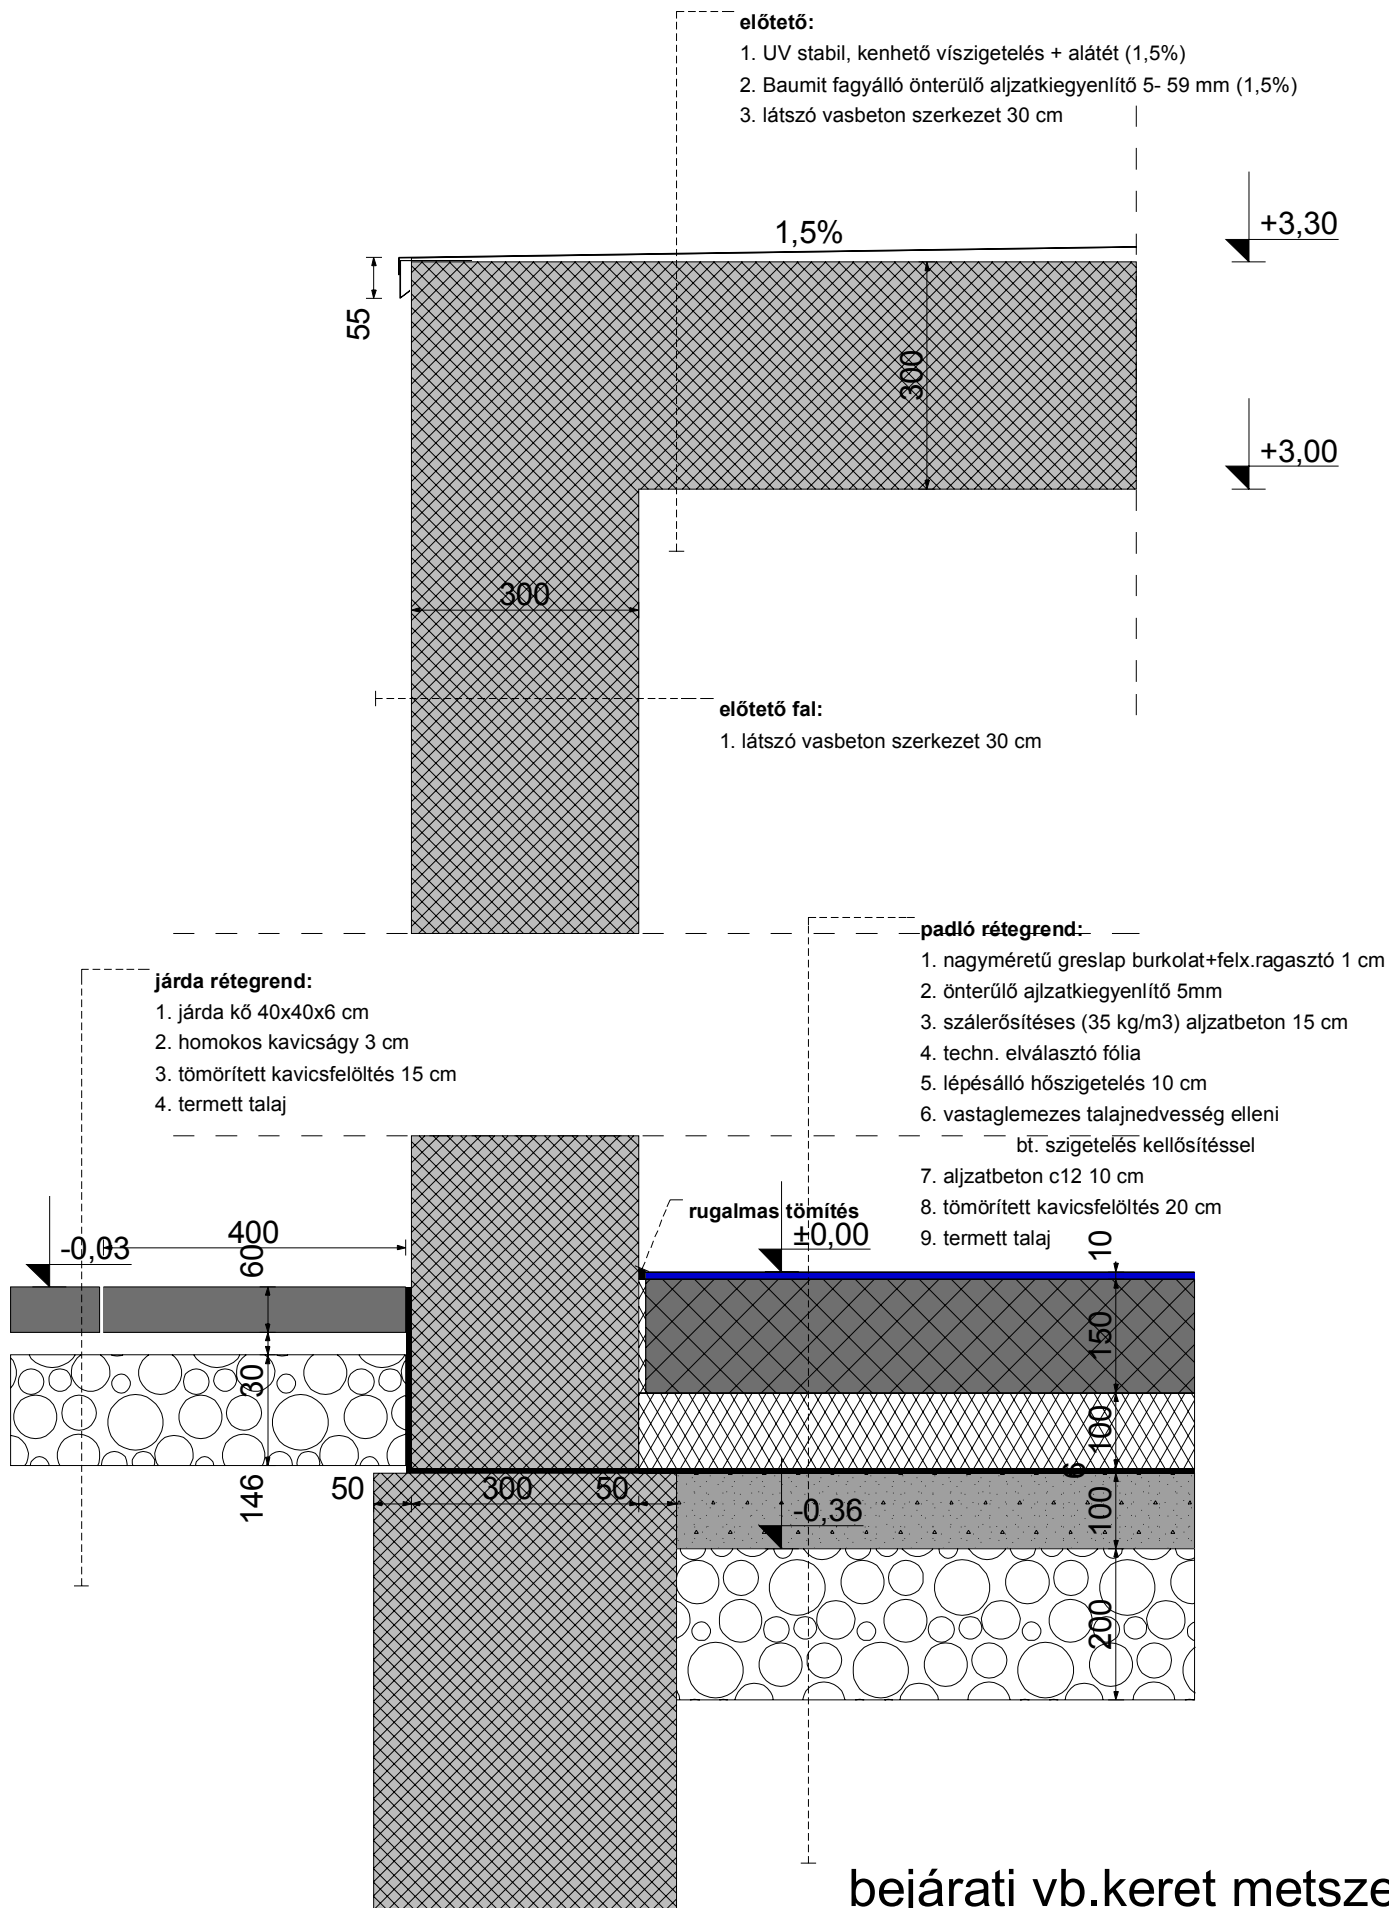 előtető:
1. UV stabil, kenhető víszigetelés + alátét (1,5%)
2. Baumit fagyálló önterülő aljzatkiegyenlítő 5- 59 mm (1,5%)
3. látszó vasbeton szerkezet 30 cm
1,5%
+3,30
55
300
+3,00
300
előtető fal:
1. látszó vasbeton szerkezet 30 cm
járda rétegrend:
1. járda kő 40x40x6 cm
2. homokos kavicságy 3 cm
3. tömörített kavicsfelöltés 15 cm
4. termett talaj
padló rétegrend:
1. nagyméretű greslap burkolat+felx.ragasztó 1 cm
2. önterűlő ajlzatkiegyenlítő 5mm
3. szálerősítéses (35 kg/m3) aljzatbeton 15 cm
4. techn. elválasztó fólia
5. lépésálló hőszigetelés 10 cm
6. vastaglemezes talajnedvesség elleni
bt. szigetelés kellősítéssel
7. aljzatbeton c12 10 cm
8. tömörített kavicsfelöltés 20 cm
9. termett talaj
rugalmas tömítés
±0,00
-0,03
400
60
30
146
10
150
100
6
100
200
50
300
50
-0,36
bejárati vb.keret metsze